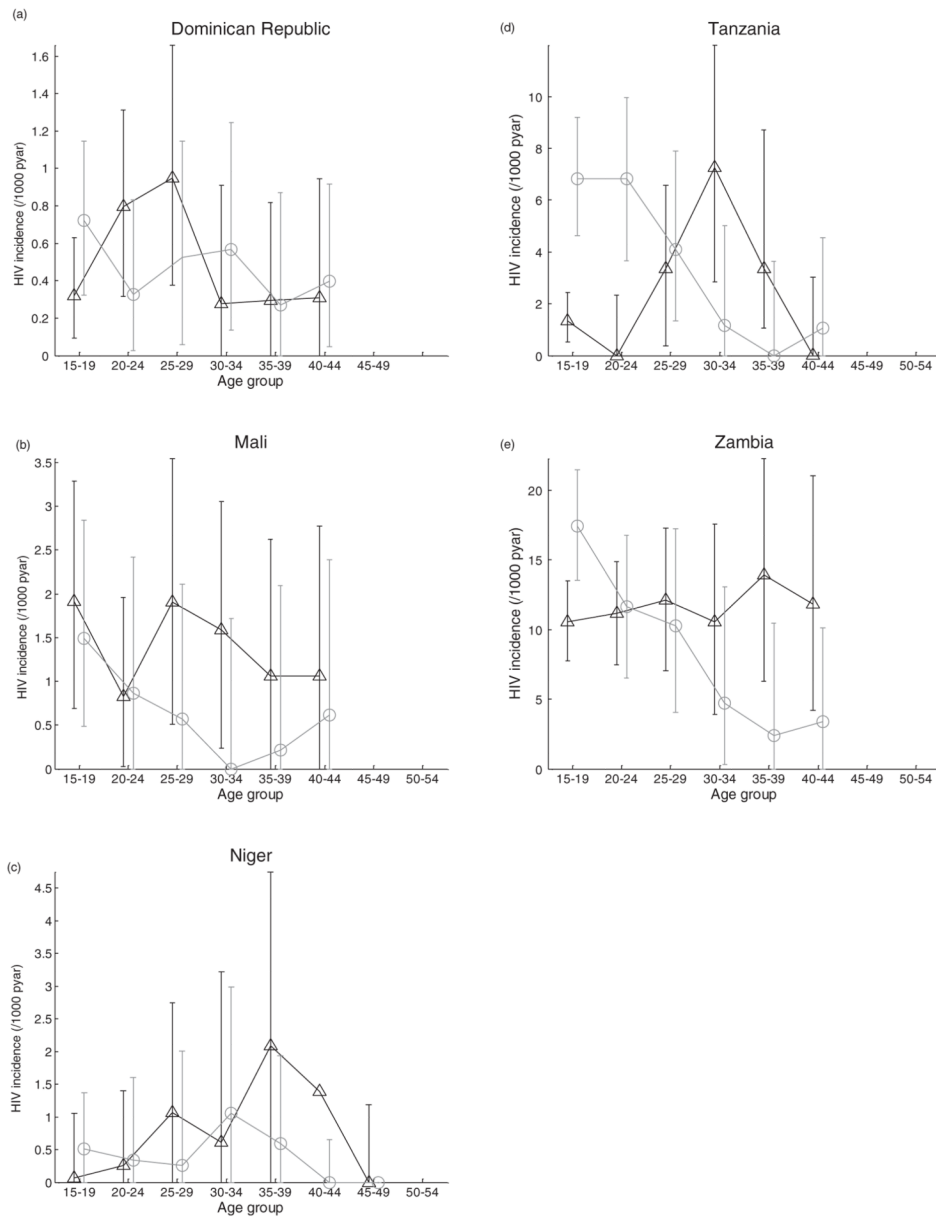 (a)
Dominican Republic
HIV incidence (/1000 pyar)
1.6
1.4
1.2
1
0.8
0.6
0.4
0.2
0
15-19 20-24 25-29 30-34 35-39 40-44 45-49
Age group
(b)
Mali
HIV incidence (/1000 pyar)
3.5
3
2.5
2
1.5
1
0.5
0
15-19 20-24 25-29 30-34 35-39 40-44 45-49 50-54
Age group
(c)
Niger
HIV incidence (/1000 pyar)
4.5
4
3.5
3
2.5
2
1.5
1
0.5
0
15-19 20-24 25-29 30-34 35-39 40-44 45-49 50-54
Age group
(d)
Tanzania
HIV incidence (/1000 pyar)
10
8
6
4
2
0
15-19 20-24 25-29 30-34 35-39 40-44 45-49 50-54
Age group
(e)
Zambia
HIV incidence (/1000 pyar)
20
15
10
5
0
15-19 20-24 25-29 30-34 35-39 40-44 45-49 50-54
Age group